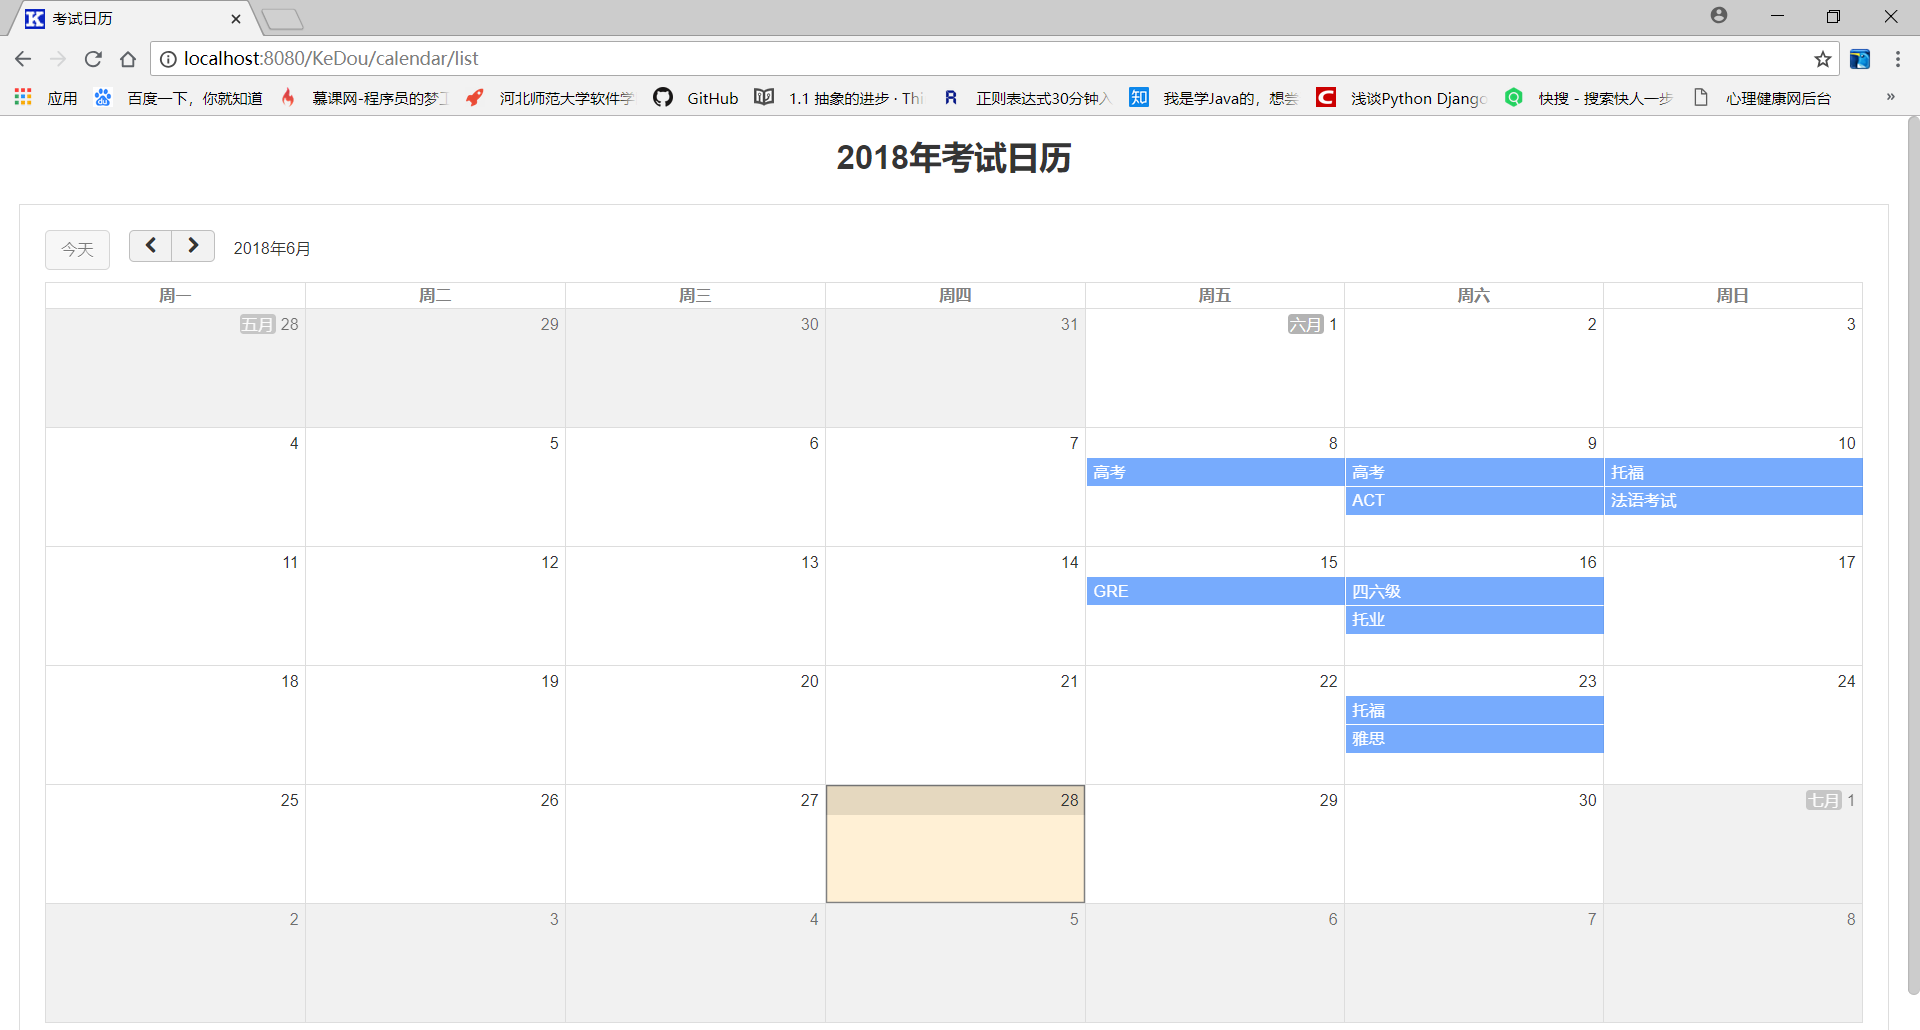 考试日历
localhost:8080/KeDou/calendar/list
应用 百度一下，你就知道 慕课网-程序员的梦工 河北师范大学软件学 GitHub 1.1 抽象的进步 · Thi 正则表达式30分钟入 我是学Java的，想尝 浅谈Python Django 快搜 - 搜索快人一步 心理健康网后台 »
2018年考试日历
今天 2018年6月
周一 周二 周三 周四 周五 周六 周日
五月 28 29 30 31 六月 1 2 3
4 5 6 7 8 9 10
高考 高考 托福
ACT 法语考试
11 12 13 14 15 16 17
GRE 四六级
托业
18 19 20 21 22 23 24
托福
雅思
25 26 27 28 29 30 七月 1
2 3 4 5 6 7 8